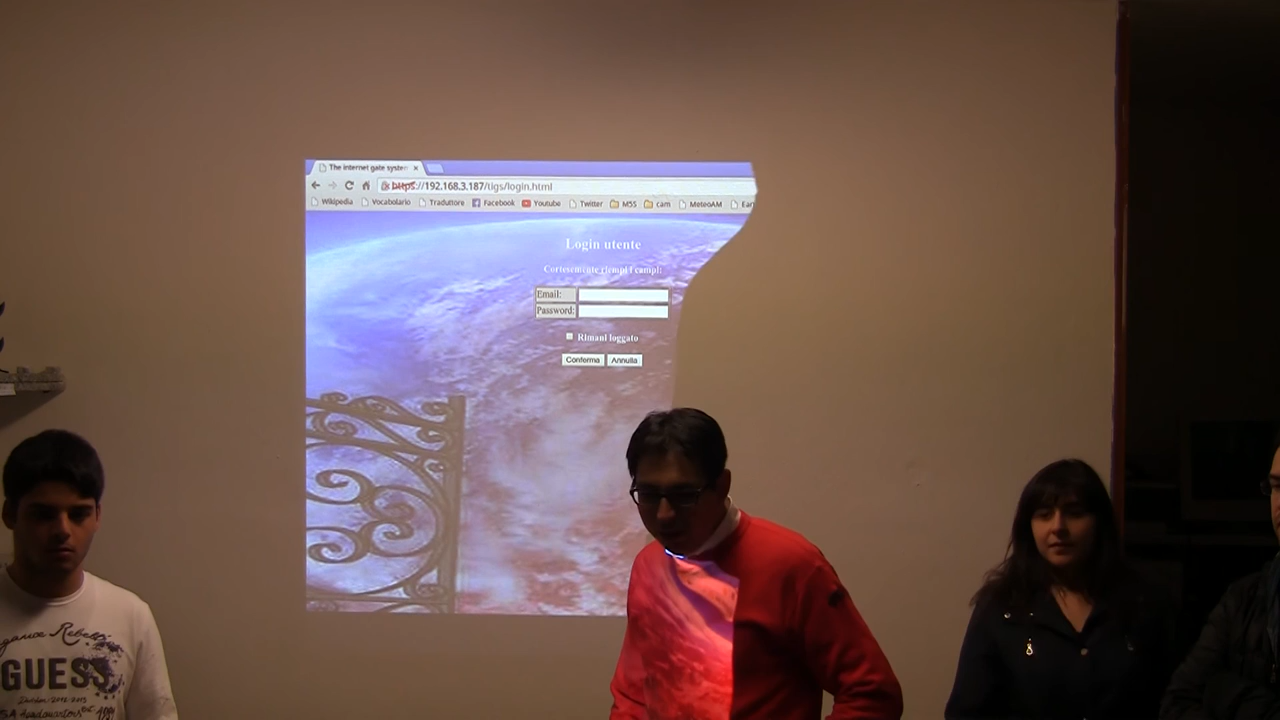 The internet gate system
https://192.168.3.187/tigs/login.html
Wikipedia Vocabolario Traduttore Facebook Youtube Twitter M5S cam MeteoAM Ear
Login utente
Cortesemente riempi i campi:
Email:
Password:
Rimani loggato
Conferma Annulla
GUESS